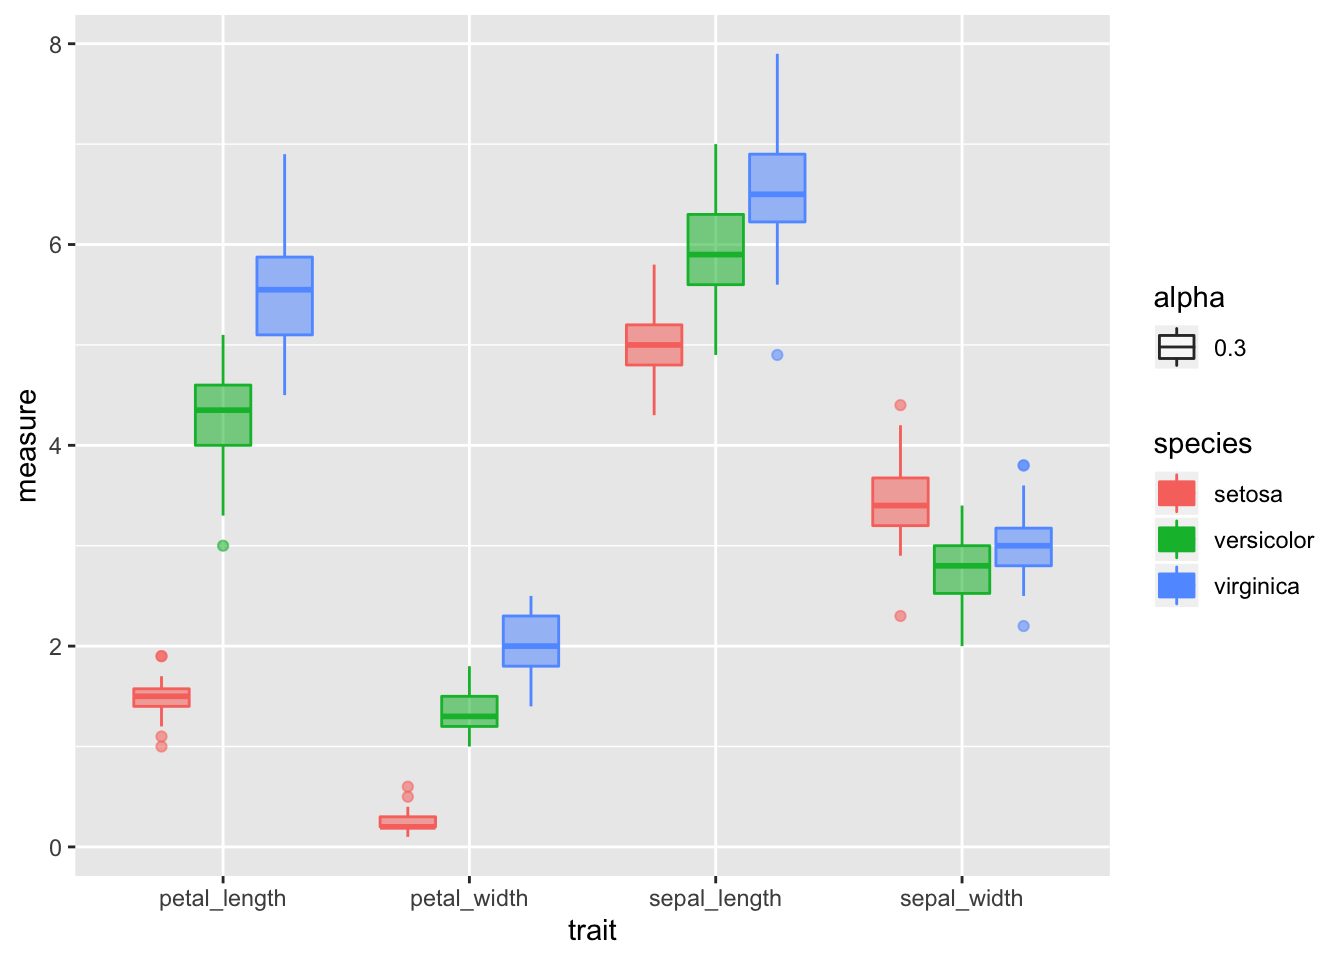 8
6
4
2
0
measure
petal_length
petal_width
sepal_length
sepal_width
trait
alpha
0.3
species
setosa
versicolor
virginica